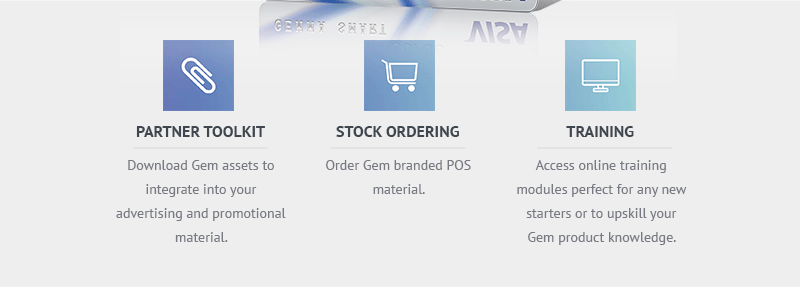 GEMMA SMART
VISA
PARTNER TOOLKIT
Download Gem assets to
integrate into your
advertising and promotional
material.
STOCK ORDERING
Order Gem branded POS
material.
TRAINING
Access online training
modules perfect for any new
starters or to upskill your
Gem product knowledge.